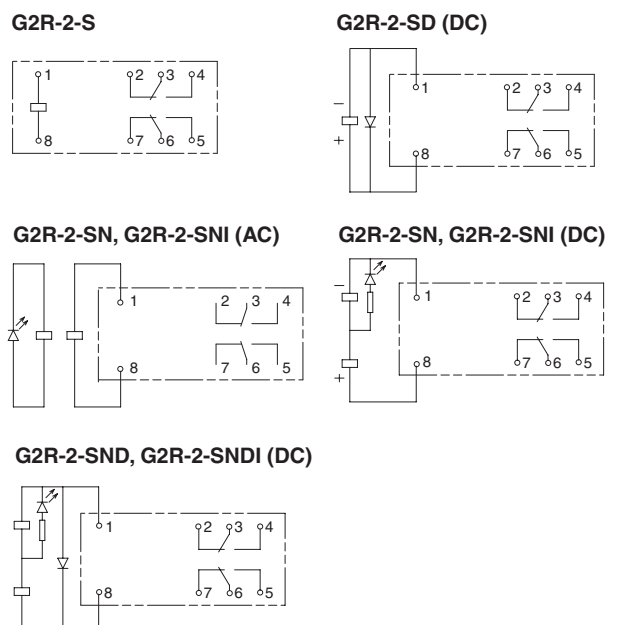 G2R-2-S
1 2 3 4
8 7 6 5
G2R-2-SD (DC)
−
+
1 2 3 4
8 7 6 5
G2R-2-SN, G2R-2-SNI (AC)
1 2 3 4
8 7 6 5
G2R-2-SN, G2R-2-SNI (DC)
−
+
1 2 3 4
8 7 6 5
G2R-2-SND, G2R-2-SNDI (DC)
1 2 3 4
8 7 6 5